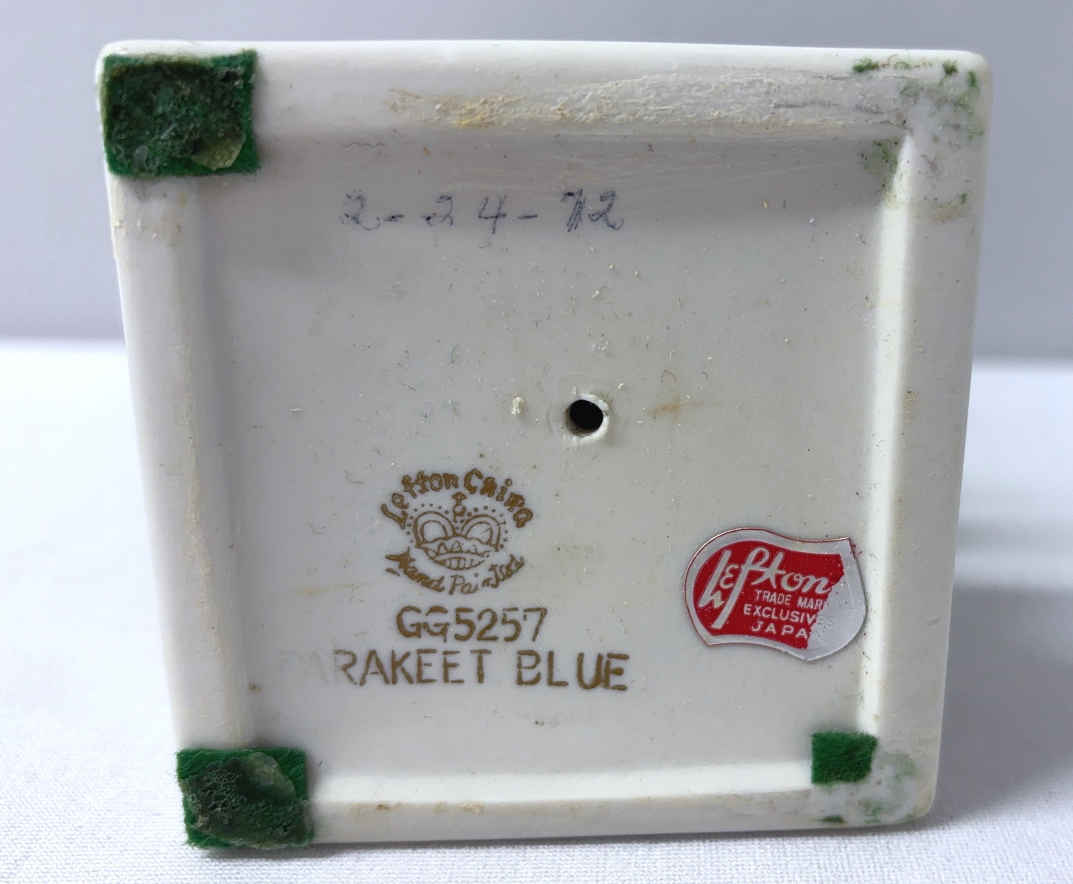 2-24-72
Lefton China
Hand Painted
GG5257
PARAKEET BLUE
Lefton
TRADE MAR
EXCLUSIV
JAPA